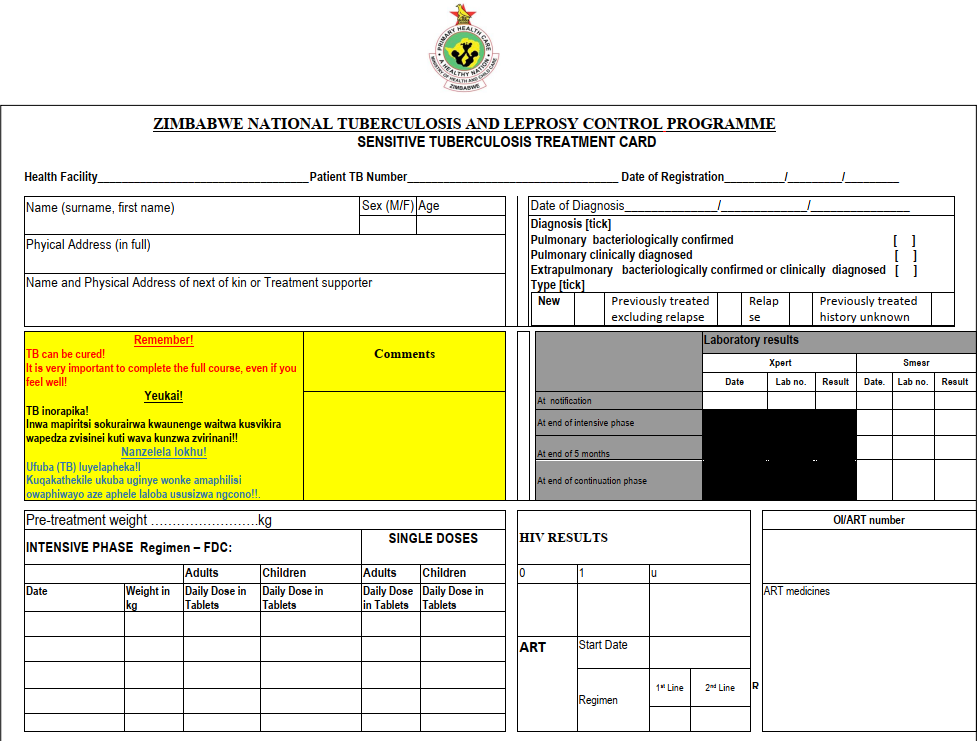 PRIMARY HEALTH CARE
A HEALTHY NATION
MINISTRY OF HEALTH AND CHILD CARE
ZIMBABWE
ZIMBABWE NATIONAL TUBERCULOSIS AND LEPROSY CONTROL PROGRAMME
SENSITIVE TUBERCULOSIS TREATMENT CARD
Health Facility_______________________________Patient TB Number_______________________________ Date of Registration_________/________/________
Name (surname, first name)
Sex (M/F) Age
Phyical Address (in full)
Name and Physical Address of next of kin or Treatment supporter
Date of Diagnosis______________/_____________/_______________
Diagnosis [tick]
Pulmonary bacteriologically confirmed [ ]
Pulmonary clinically diagnosed [ ]
Extrapulmonary bacteriologically confirmed or clinically diagnosed [ ]
Type [tick]
New Previously treated Relap Previously treated
excluding relapse se history unknown
Remember!
TB can be cured!
It is very important to complete the full course, even if you
feel well!
Yeukai!
TB inorapika!
Inwa mapiritsi sokurairwa kwaunenge waitwa kusvikira
wapedza zvisinei kuti wava kunzwa zvirinani!!
Nanzelela lokhu!
Ufuba (TB) luyelapheka!!
Kuqakathekile ukuba uginye wonke amaphilisi
owaphiwayo aze aphele laloba ususizwa ngcono!!.
Comments
Laboratory results
Xpert Smesr
Date Lab no. Result Date. Lab no. Result
At notification
At end of intensive phase
At end of 5 months
At end of continuation phase
Pre-treatment weight …………………….kg
INTENSIVE PHASE Regimen – FDC:
SINGLE DOSES
Adults Children Adults Children
Date Weight in Daily Dose in Daily Dose in Daily Dose Daily Dose in
kg Tablets Tablets in Tablets Tablets
HIV RESULTS
0 1 u
ART Start Date
Regimen 1st Line 2nd Line R
OI/ART number
ART medicines